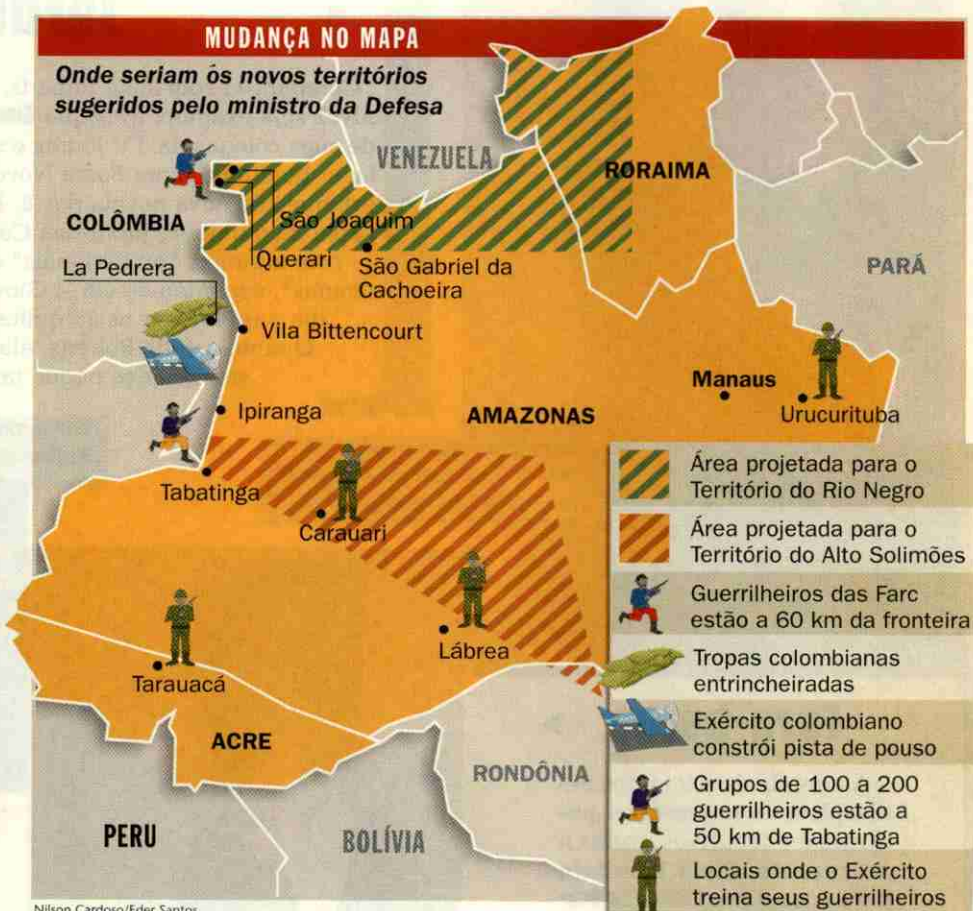 MUDANÇA NO MAPA
Onde seriam os novos territórios
sugeridos pelo ministro da Defesa
VENEZUELA
RORAIMA
COLÔMBIA
São Joaquim
Querari
São Gabriel da
Cachoeira
La Pedrera
PARÁ
Vila Bittencourt
Manaus
Urucurituba
Ipiranga
AMAZONAS
Tabatinga
Carauari
Lábrea
Tarauacá
ACRE
RONDÔNIA
PERU
BOLÍVIA
Área projetada para o
Território do Rio Negro
Área projetada para o
Território do Alto Solimões
Guerrilheiros das Farc
estão a 60 km da fronteira
Tropas colombianas
entrincheiradas
Exército colombiano
constrói pista de pouso
Grupos de 100 a 200
guerrilheiros estão a
50 km de Tabatinga
Locais onde o Exército
treina seus guerrilheiros
Nilson Cardoso/Eder Santos